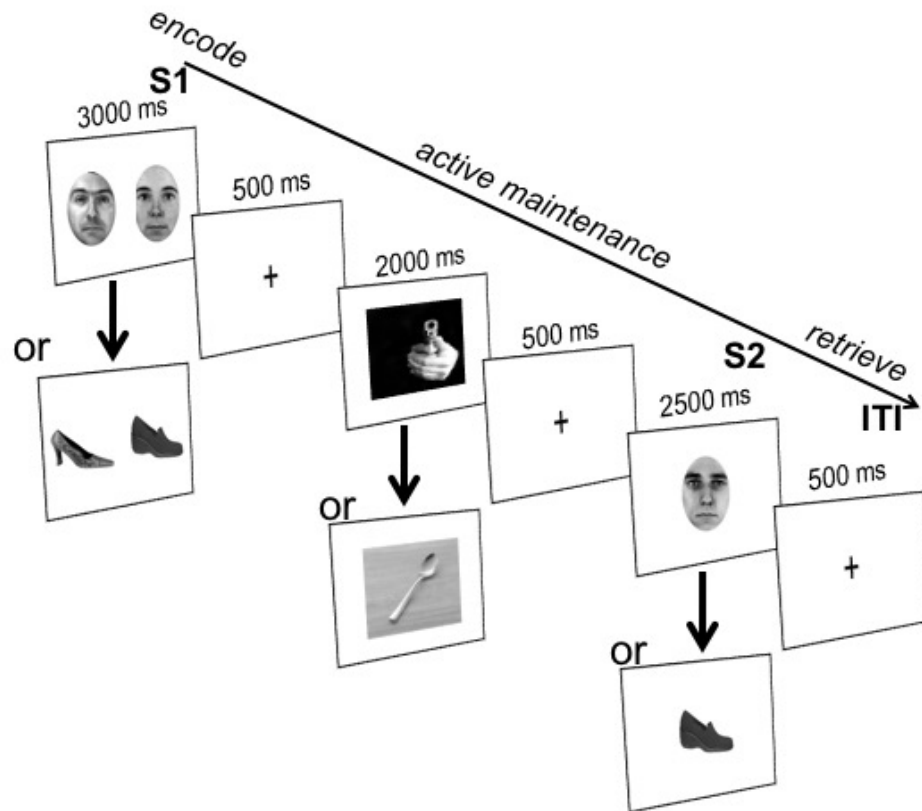 encode
S1
3000 ms
500 ms
active maintenance
2000 ms
or
500 ms
S2
retrieve
ITI
2500 ms
500 ms
or
or